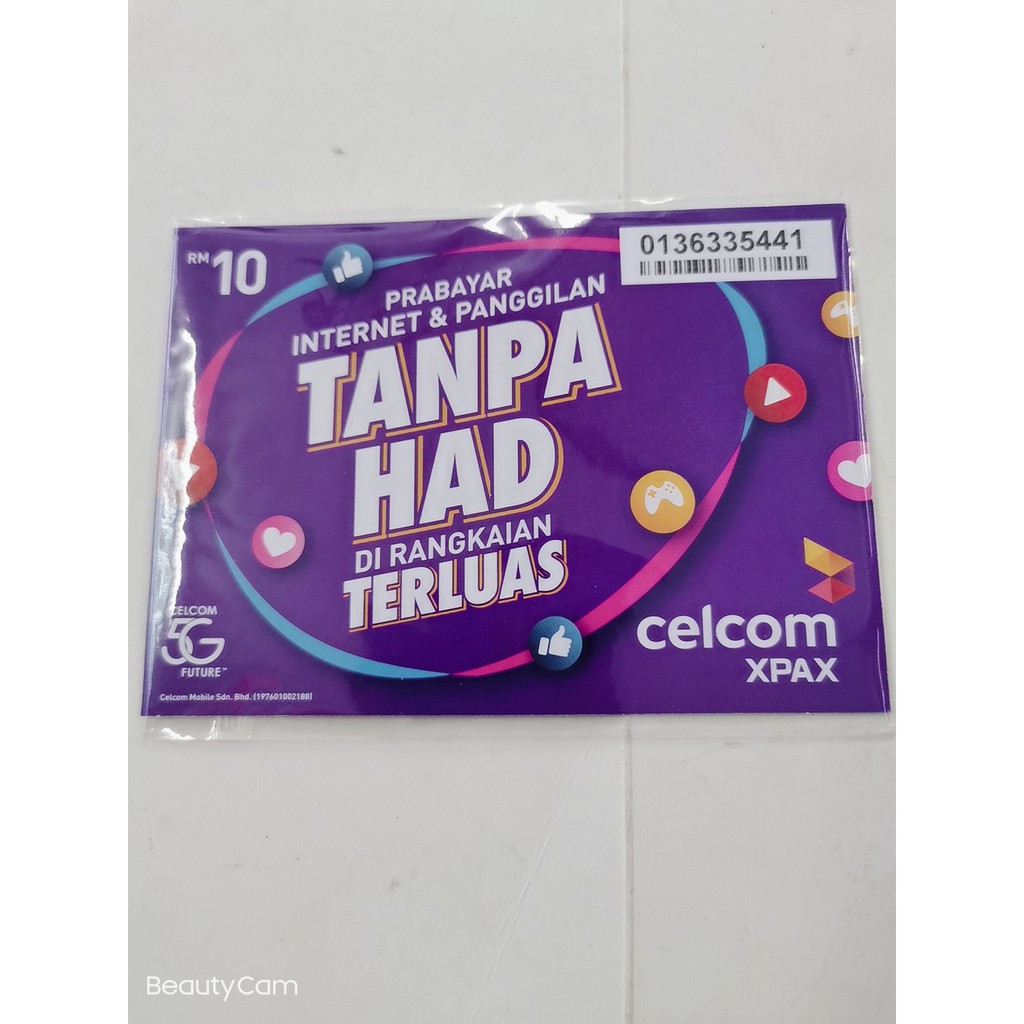 RM 10
0136335441
PRABAYAR
INTERNET & PANGGILAN
TANPA
HAD
DI RANGKAIAN
TERLUAS
CELCOM
5G
FUTURE™
celcom
XPAX
Celcom Mobile Sdn. Bhd. (197601002188)
BeautyCam